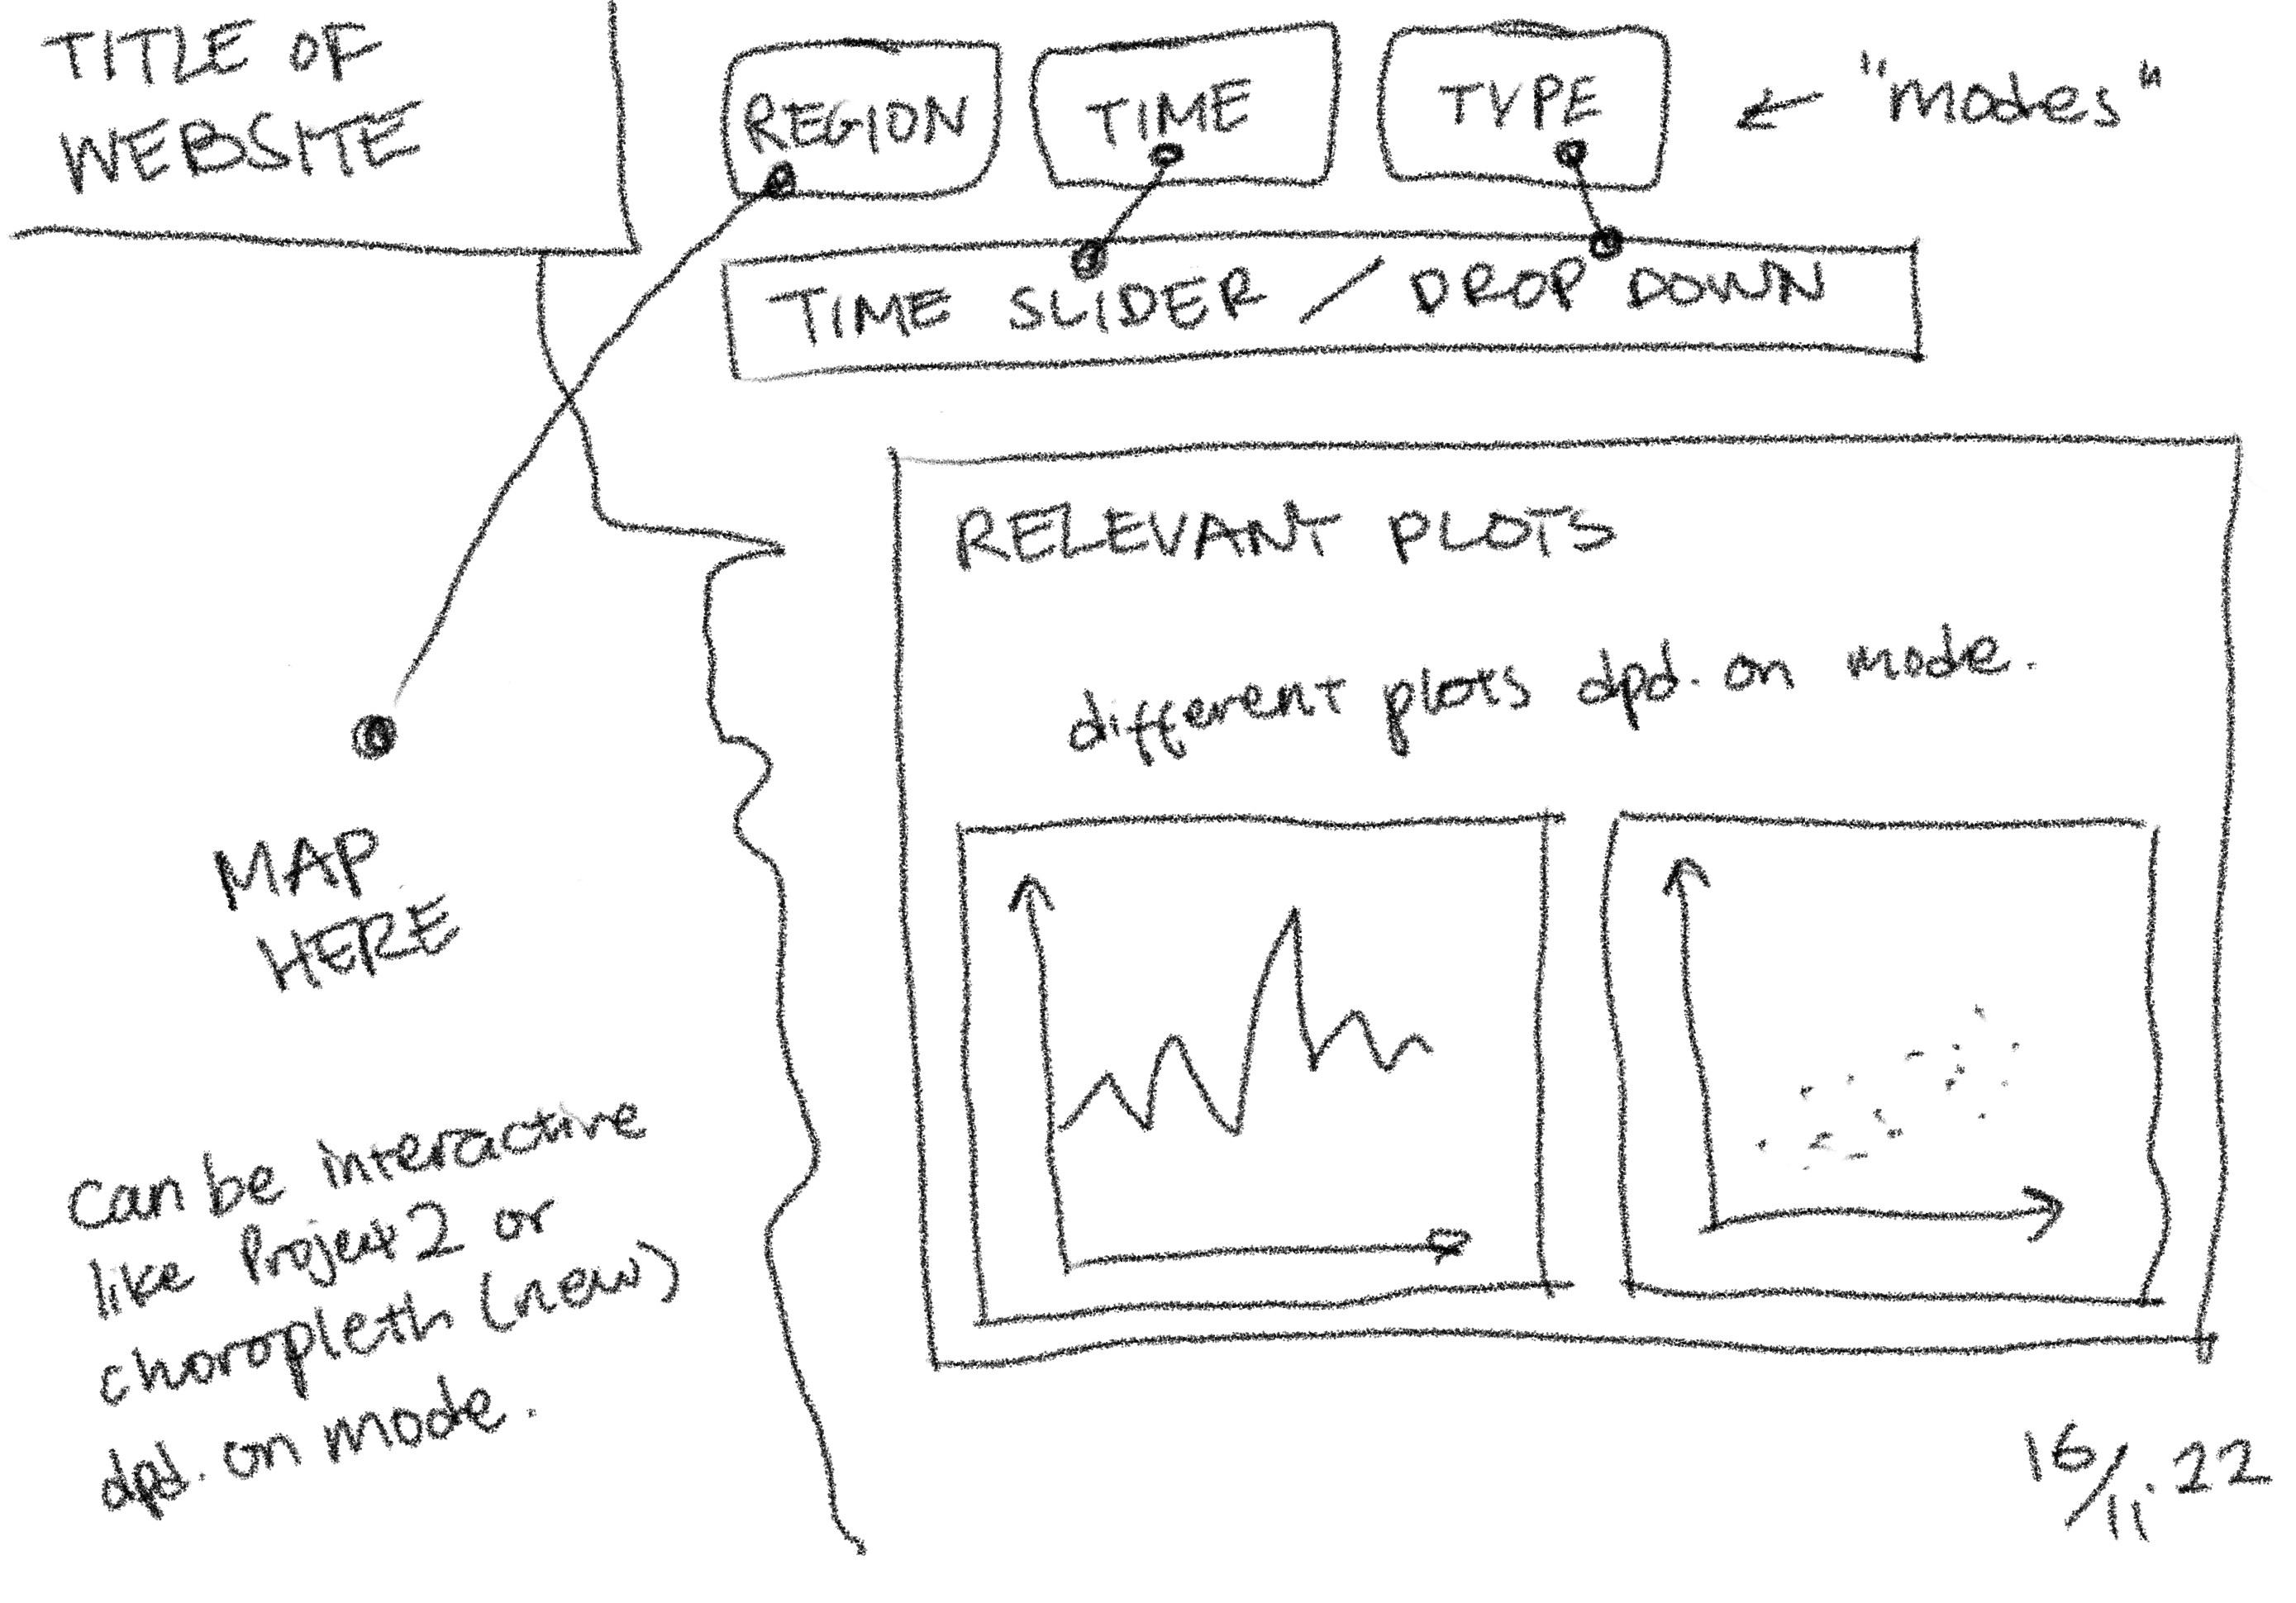 TITLE OF
WEBSITE
REGION
TIME
TYPE
"modes"
TIME SLIDER / DROP DOWN
RELEVANT PLOTS
different plots dpd. on mode.
MAP
HERE
can be interactive
like Project 2 or
choropleth (new)
dpd. on mode.
16/11.22